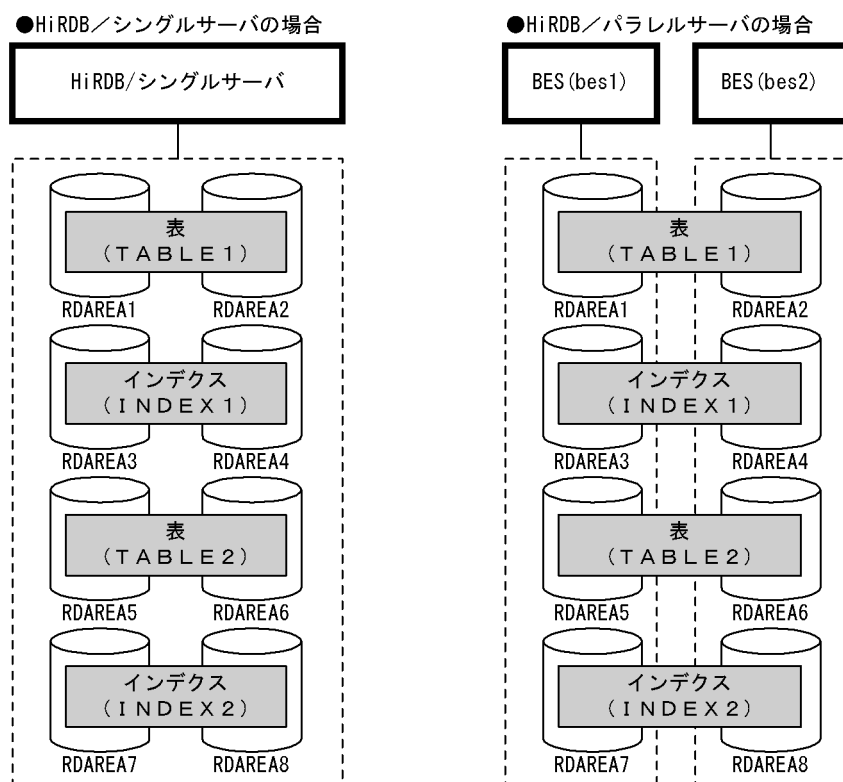 ●HiRDB／シングルサーバの場合
HiRDB/シングルサーバ
表
（ＴＡＢＬＥ１）
RDAREA1 RDAREA2
インデクス
（ＩＮＤＥＸ１）
RDAREA3 RDAREA4
表
（ＴＡＢＬＥ２）
RDAREA5 RDAREA6
インデクス
（ＩＮＤＥＸ２）
RDAREA7 RDAREA8
●HiRDB／パラレルサーバの場合
BES(bes1) BES(bes2)
表
（ＴＡＢＬＥ１）
RDAREA1 RDAREA2
インデクス
（ＩＮＤＥＸ１）
RDAREA3 RDAREA4
表
（ＴＡＢＬＥ２）
RDAREA5 RDAREA6
インデクス
（ＩＮＤＥＸ２）
RDAREA7 RDAREA8